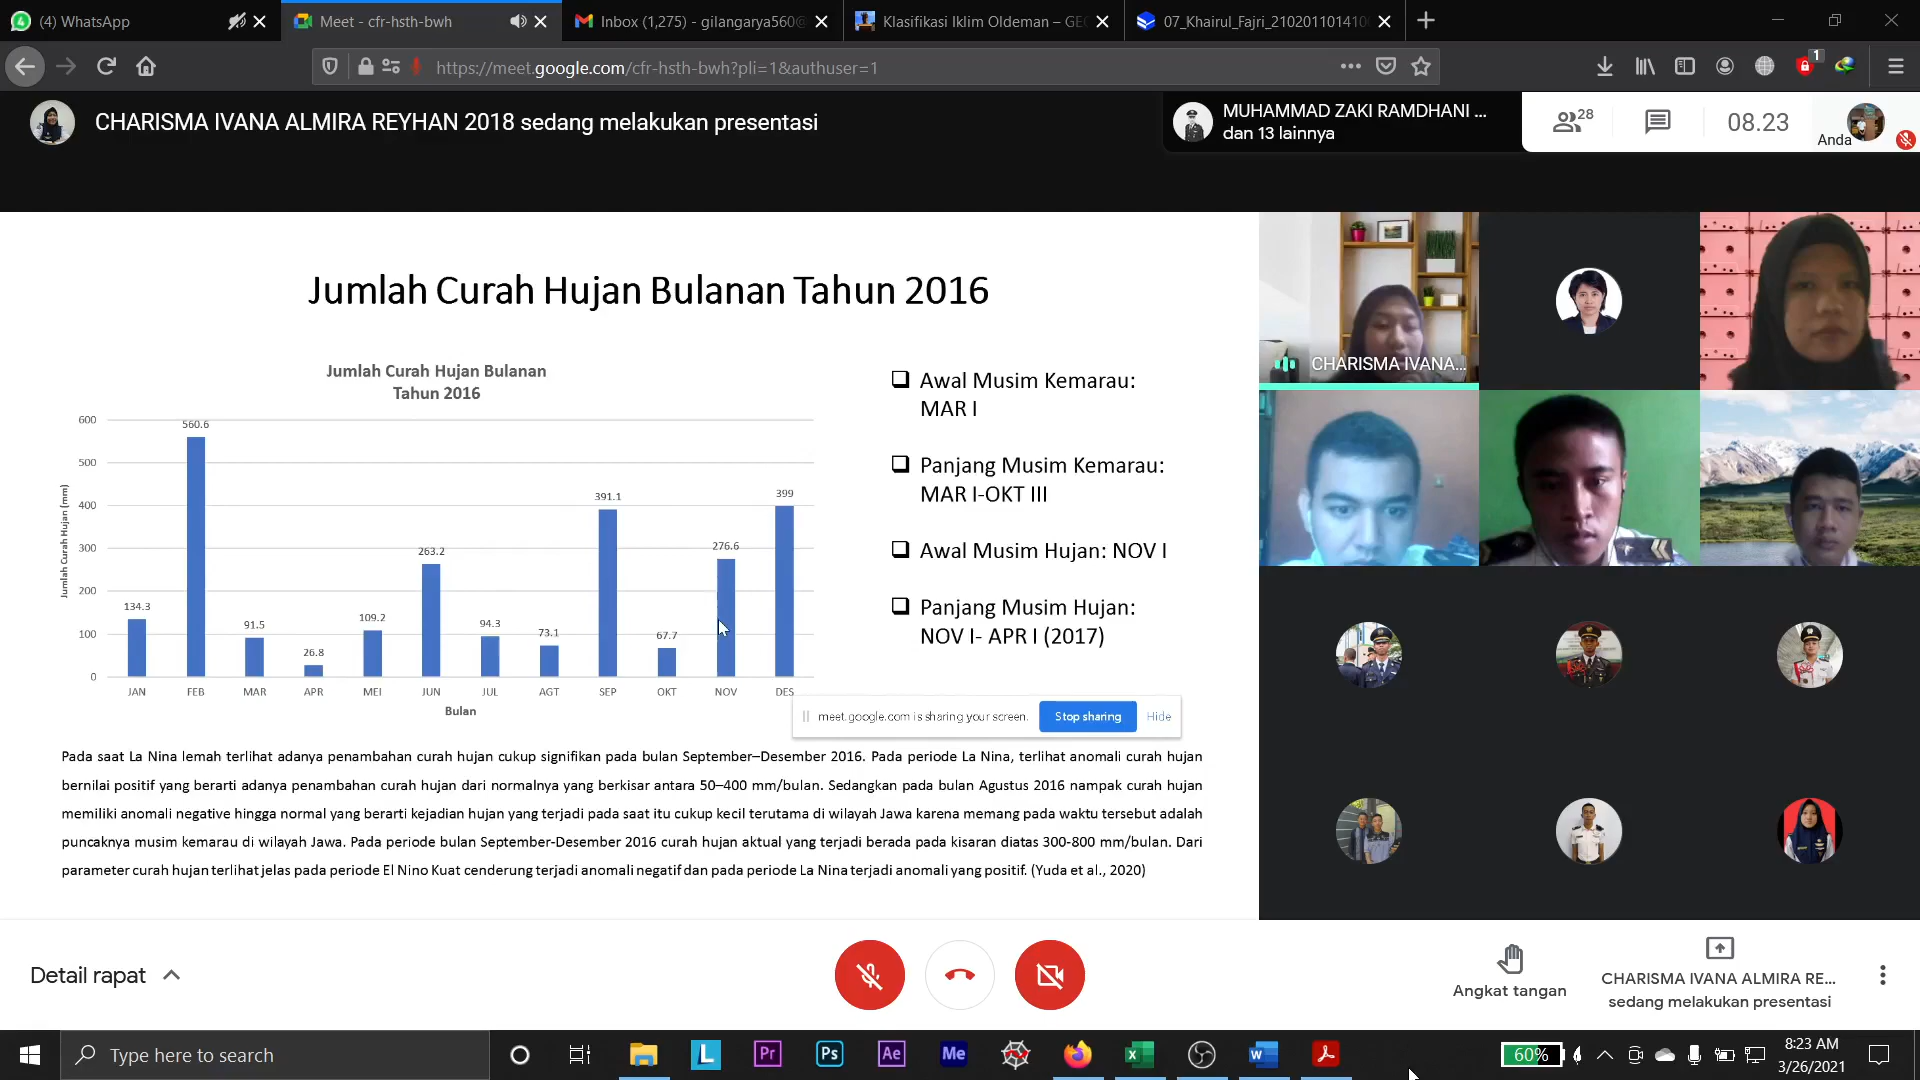 (4) WhatsApp
Meet - cfr-hsth-bwh
Inbox (1,275) - gilangarya560@
Klasifikasi Iklim Oldeman – GEO
07_Khairul_Fajri_2102011014100
https://meet.google.com/cfr-hsth-bwh?pli=1&authuser=1
1
CHARISMA IVANA ALMIRA REYHAN 2018 sedang melakukan presentasi
MUHAMMAD ZAKI RAMDHANI ...
dan 13 lainnya
28
08.23
Anda
Jumlah Curah Hujan Bulanan Tahun 2016
Jumlah Curah Hujan Bulanan
Tahun 2016
Jumlah Curah Hujan (mm)
600
500
400
300
200
100
0
134.3
560.6
91.5
26.8
109.2
263.2
94.3
73.1
391.1
67.7
276.6
399
JAN FEB MAR APR MEI JUN JUL AGT SEP OKT NOV DES
Bulan
Awal Musim Kemarau:
MAR I
Panjang Musim Kemarau:
MAR I-OKT III
Awal Musim Hujan: NOV I
Panjang Musim Hujan:
NOV I- APR I (2017)
meet.google.com is sharing your screen.
Stop sharing
Hide
Pada saat La Nina lemah terlihat adanya penambahan curah hujan cukup signifikan pada bulan September–Desember 2016. Pada periode La Nina, terlihat anomali curah hujan
bernilai positif yang berarti adanya penambahan curah hujan dari normalnya yang berkisar antara 50–400 mm/bulan. Sedangkan pada bulan Agustus 2016 nampak curah hujan
memiliki anomali negative hingga normal yang berarti kejadian hujan yang terjadi pada saat itu cukup kecil terutama di wilayah Jawa karena memang pada waktu tersebut adalah
puncaknya musim kemarau di wilayah Jawa. Pada periode bulan September-Desember 2016 curah hujan aktual yang terjadi berada pada kisaran diatas 300-800 mm/bulan. Dari
parameter curah hujan terlihat jelas pada periode El Nino Kuat cenderung terjadi anomali negatif dan pada periode La Nina terjadi anomali yang positif. (Yuda et al., 2020)
CHARISMA IVANA...
Detail rapat
Angkat tangan
CHARISMA IVANA ALMIRA RE...
sedang melakukan presentasi
Type here to search
L
Pr
Ps
Ae
Me
60%
8:23 AM
3/26/2021